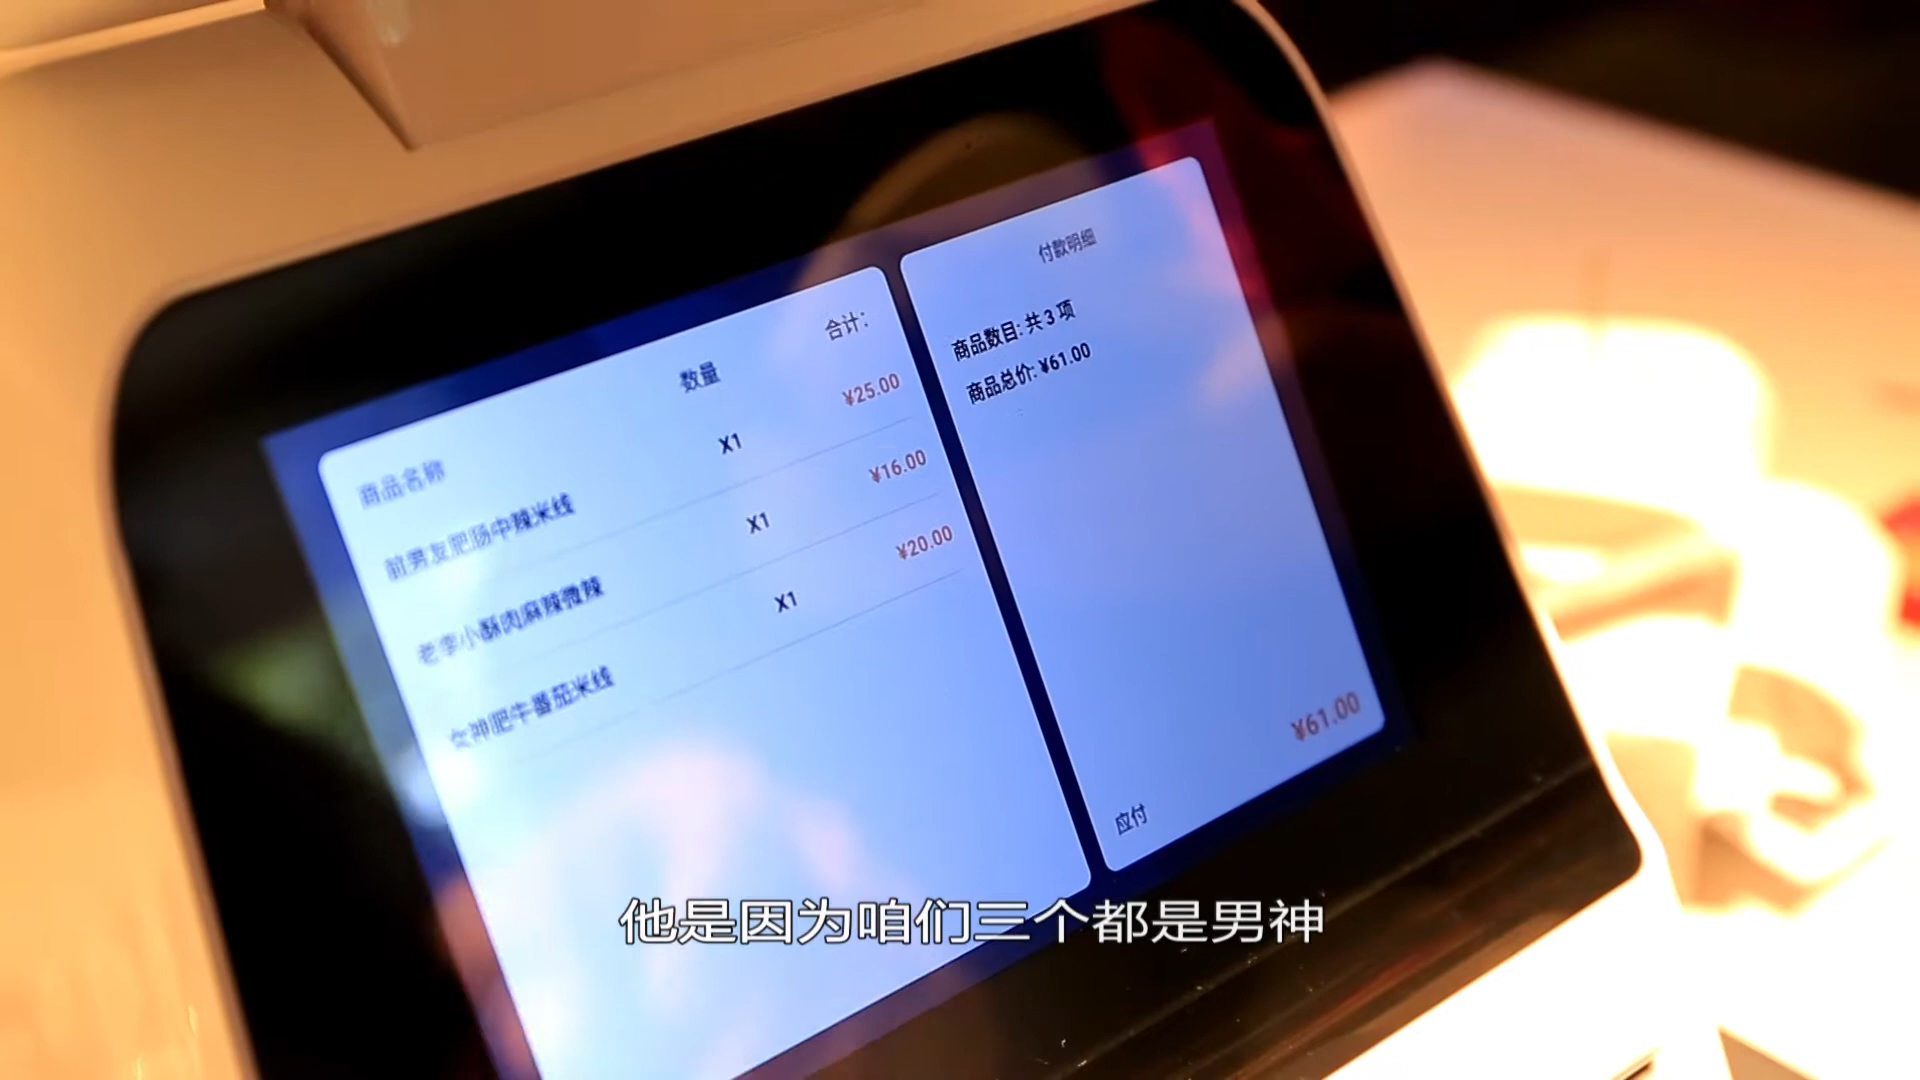 商品名称 数量 合计:
前男友肥肠中辣米线 X1 ¥25.00
老李小酥肉麻辣微辣 X1 ¥16.00
女神肥牛番茄米线 X1 ¥20.00
付款明细
商品数目: 共 3 项
商品总价: ¥61.00
应付 ¥61.00
他是因为咱们三个都是男神